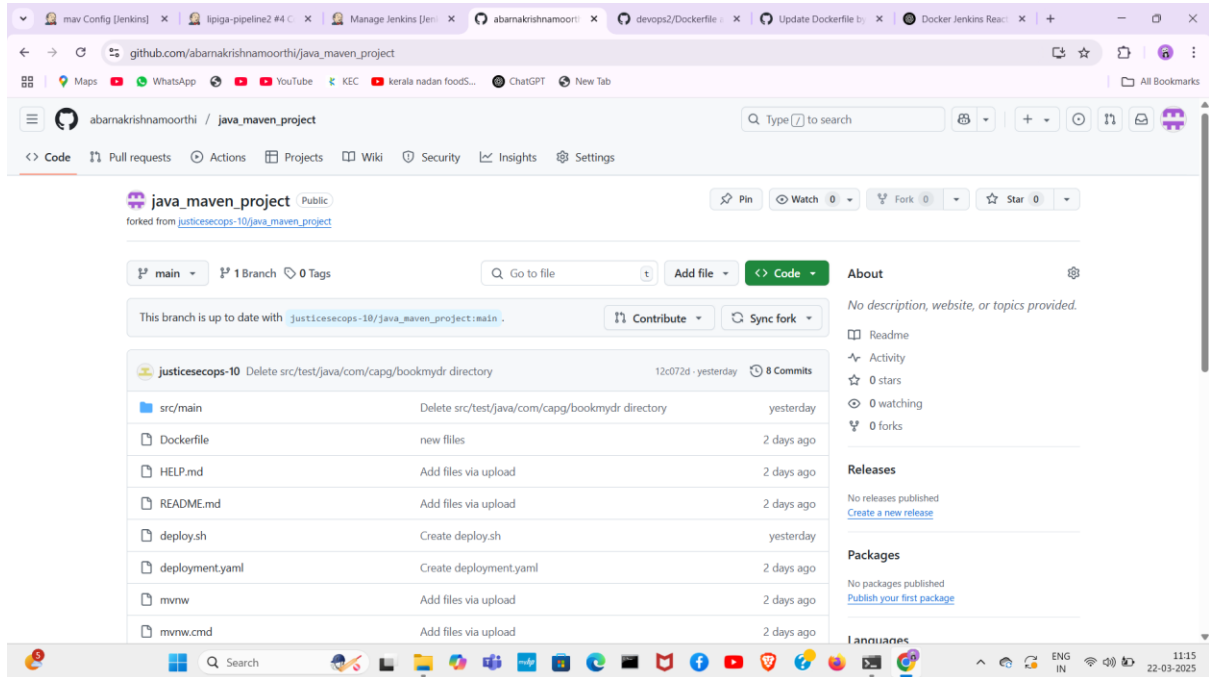 mav Config [Jenkins]
lipiga-pipeline2 #4 C
Manage Jenkins [Jen
abarnakrishnamoorti
devops2/Dockerfile a
Update Dockerfile by
Docker Jenkins React
github.com/abarnakrishnamoorthi/java_maven_project
Maps
WhatsApp
YouTube
KEC
kerala nadan foodS...
ChatGPT
New Tab
All Bookmarks
abarnakrishnamoorthi / java_maven_project
Type / to search
<> Code
Pull requests
Actions
Projects
Wiki
Security
Insights
Settings
java_maven_project Public
forked from justicesecops-10/java_maven_project
Pin
Watch 0
Fork 0
Star 0
main
1 Branch
0 Tags
Go to file t
Add file
<> Code
This branch is up to date with justicesecops-10/java_maven_project:main .
Contribute
Sync fork
justicesecops-10 Delete src/test/java/com/capg/bookmydr directory 12c072d · yesterday 8 Commits
src/main Delete src/test/java/com/capg/bookmydr directory yesterday
Dockerfile new fliles 2 days ago
HELP.md Add files via upload 2 days ago
README.md Add files via upload 2 days ago
deploy.sh Create deploy.sh yesterday
deployment.yaml Create deployment.yaml 2 days ago
mvnw Add files via upload 2 days ago
mvnw.cmd Add files via upload 2 days ago
About
No description, website, or topics provided.
Readme
Activity
0 stars
0 watching
0 forks
Releases
No releases published
Create a new release
Packages
No packages published
Publish your first package
Languages
Search
ENG
IN
11:15
22-03-2025